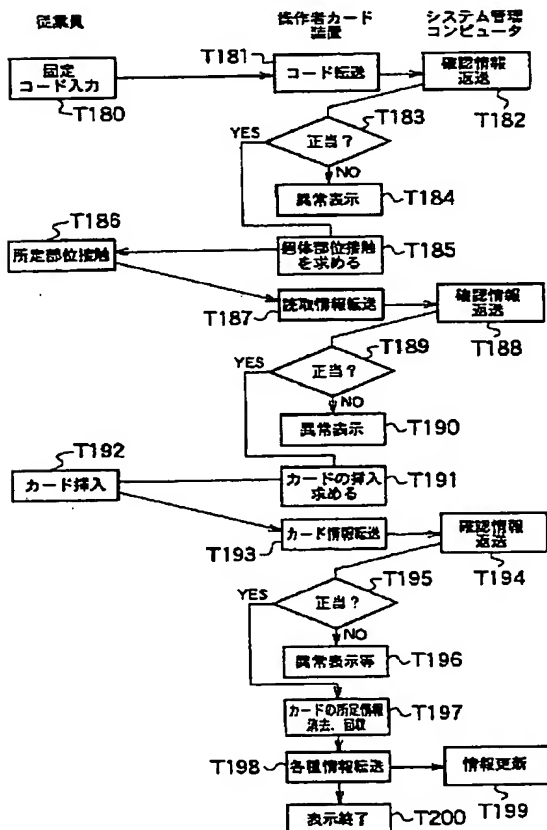 従業員
操作者カード
装置
システム管理
コンピュータ
T181
固定
コード入力
コード転送
確認情報
返送
T180
T182
T183
YES
正当?
NO
異常表示
T184
T186
所定部位接触
個体部位接触
を求める
T185
読取情報転送
確認情報
返送
T187
T188
T189
YES
正当?
NO
異常表示
T190
T192
カード挿入
カードの挿入
求める
T191
カード情報転送
確認情報
返送
T193
T194
T195
YES
正当?
NO
異常表示等
T196
カードの所定情報
消去、回収
T197
T198
各種情報転送
情報更新
T199
表示終了
T200